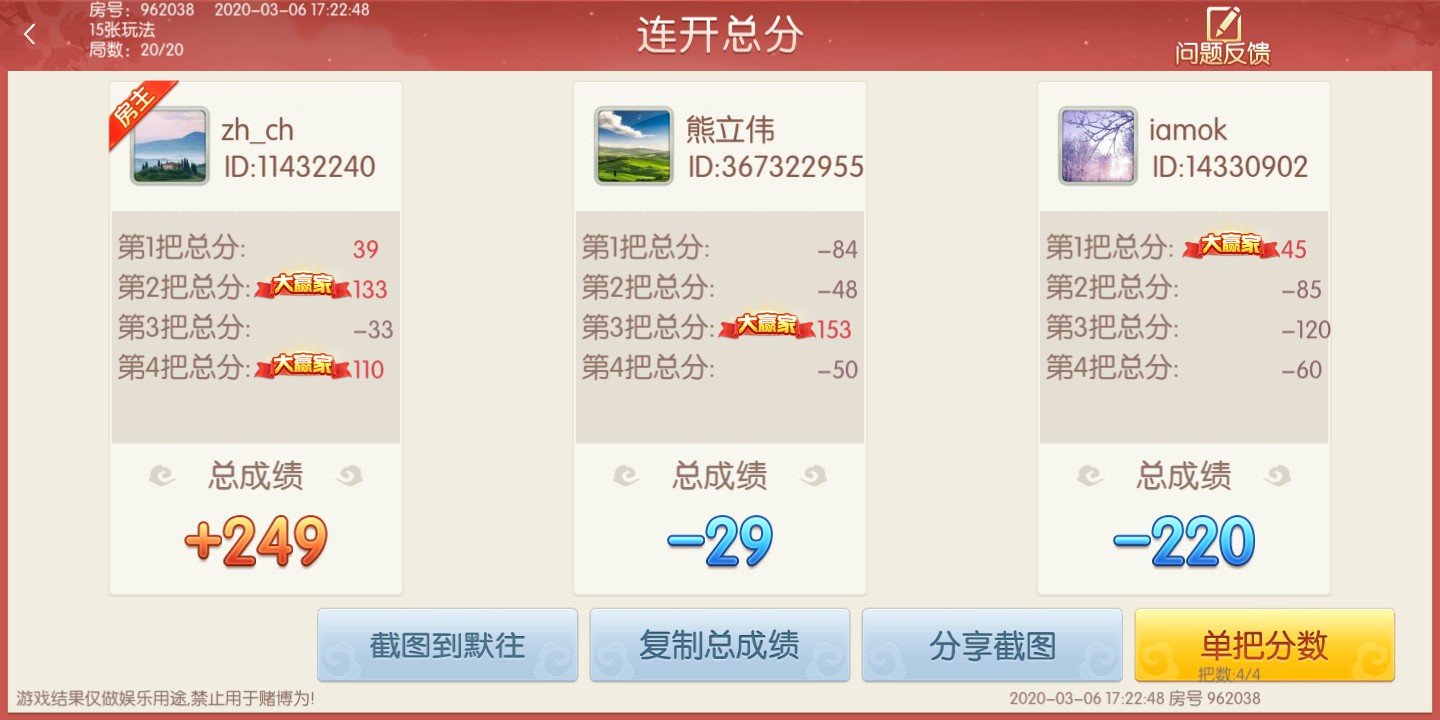 房号：962038 2020-03-06 17:22:48
15张玩法
局数：20/20
连开总分
问题反馈
房主
zh_ch
ID:11432240
第1把总分: 39
第2把总分: 大赢家 133
第3把总分: -33
第4把总分: 大赢家 110
总成绩
+249
熊立伟
ID:367322955
第1把总分: -84
第2把总分: -48
第3把总分: 大赢家 153
第4把总分: -50
总成绩
-29
iamok
ID:14330902
第1把总分: 大赢家 45
第2把总分: -85
第3把总分: -120
第4把总分: -60
总成绩
-220
截图到默往
复制总成绩
分享截图
单把分数
把数:4/4
游戏结果仅做娱乐用途,禁止用于赌博为!
2020-03-06 17:22:48 房号 962038